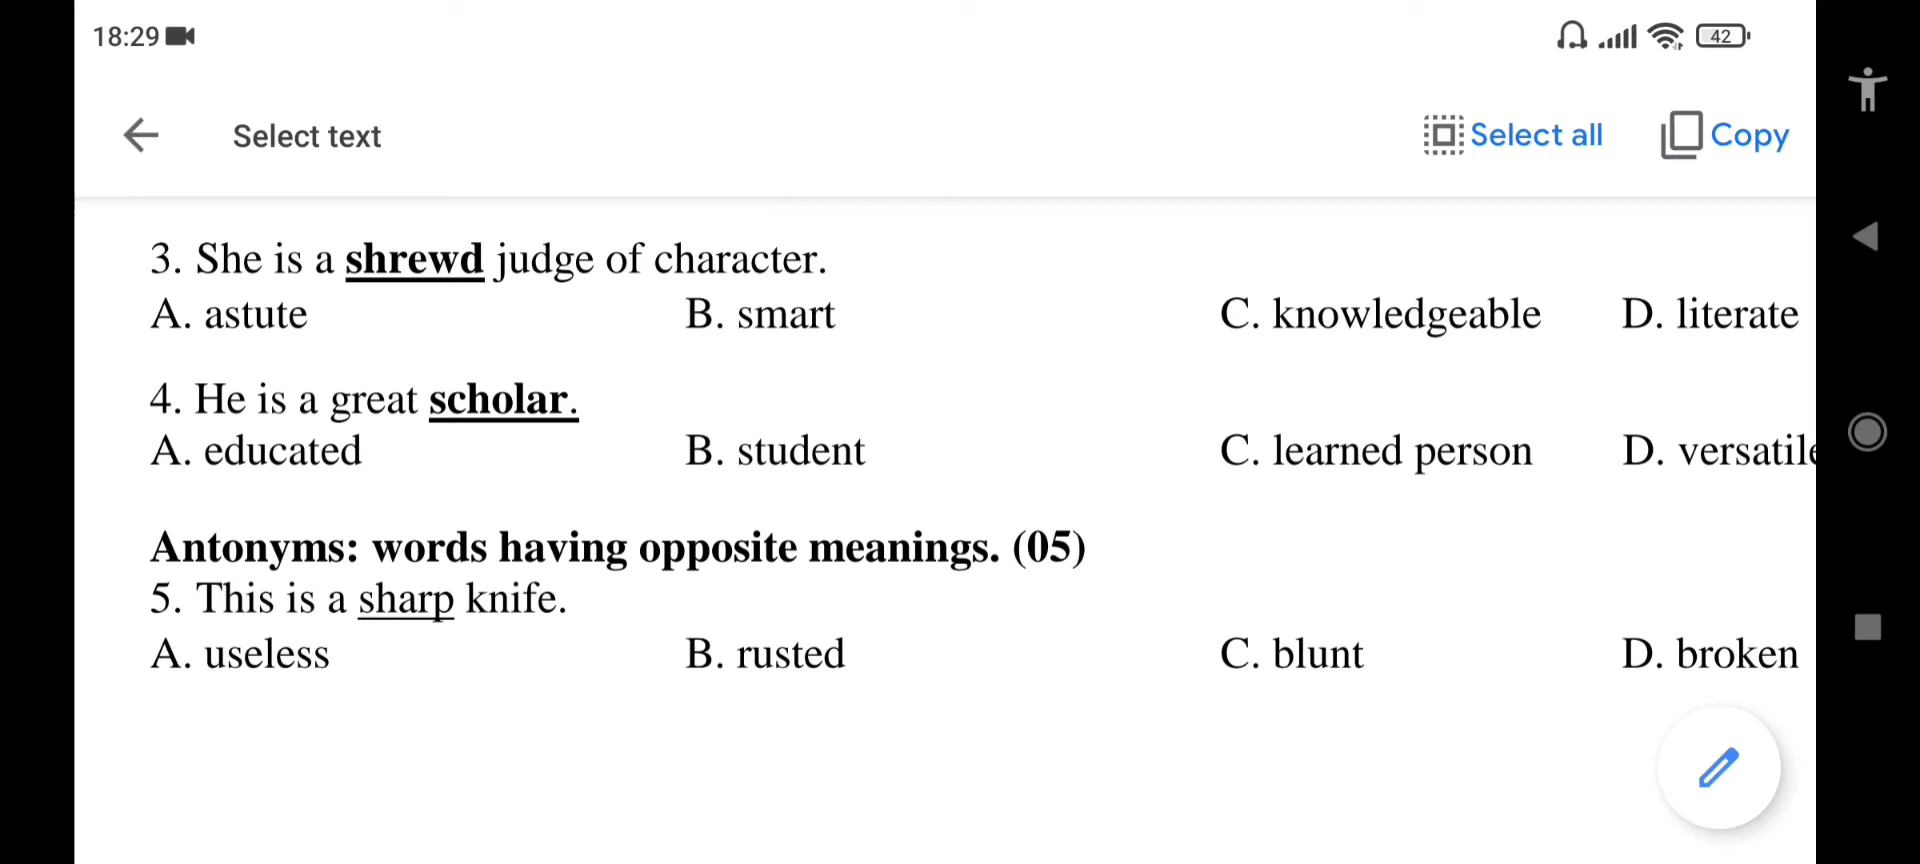 18:29
42
Select text Select all Copy
3. She is a shrewd judge of character.
A. astute B. smart C. knowledgeable D. literate
4. He is a great scholar.
A. educated B. student C. learned person D. versatile
Antonyms: words having opposite meanings. (05)
5. This is a sharp knife.
A. useless B. rusted C. blunt D. broken